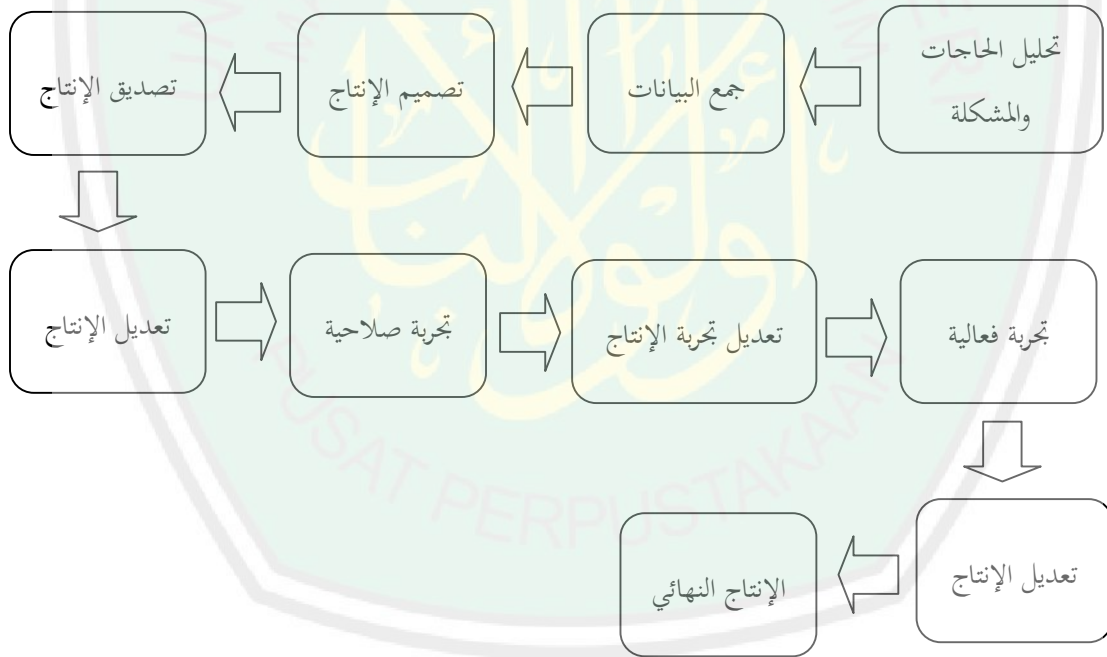 تحليل الحاجات
والمشكلة
جمع البيانات
تصميم الإنتاج
تصديق الإنتاج
تعديل الإنتاج
تجربة صلاحية
تعديل تجربة الإنتاج
تجربة فعالية
تعديل الإنتاج
الإنتاج النهائي
PUSAT PERPUSTAKAAN